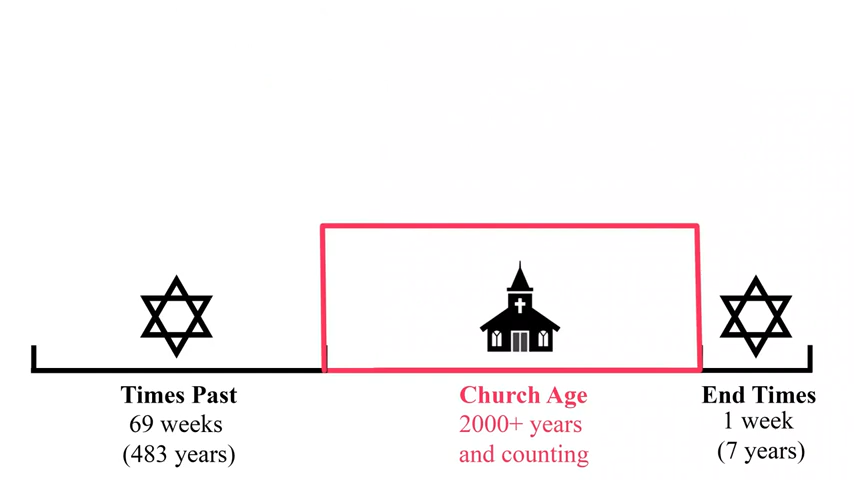 Times Past
69 weeks
(483 years)
Church Age
2000+ years
and counting
End Times
1 week
(7 years)